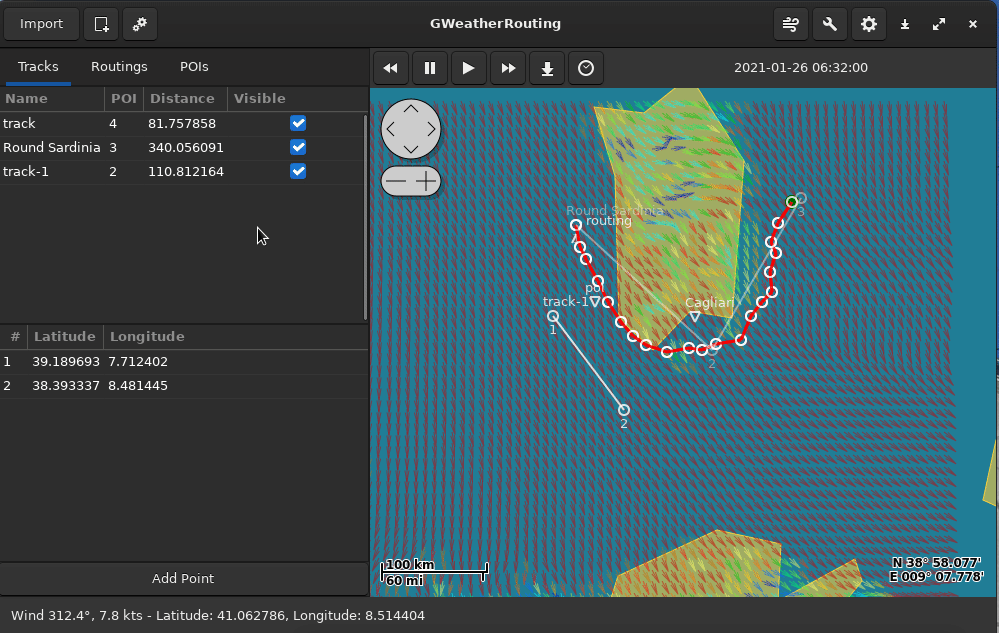 Import
GWeatherRouting
Tracks Routings POIs
2021-01-26 06:32:00
Name POI Distance Visible
track 4 81.757858
Round Sardinia 3 340.056091
track-1 2 110.812164
Round Sardinia
routing
3
poi
track-1
Cagliari
1
2
2
# Latitude Longitude
1 39.189693 7.712402
2 38.393337 8.481445
100 km
60 mi
N 38° 58.077'
E 009° 07.778'
Add Point
Wind 312.4°, 7.8 kts - Latitude: 41.062786, Longitude: 8.514404